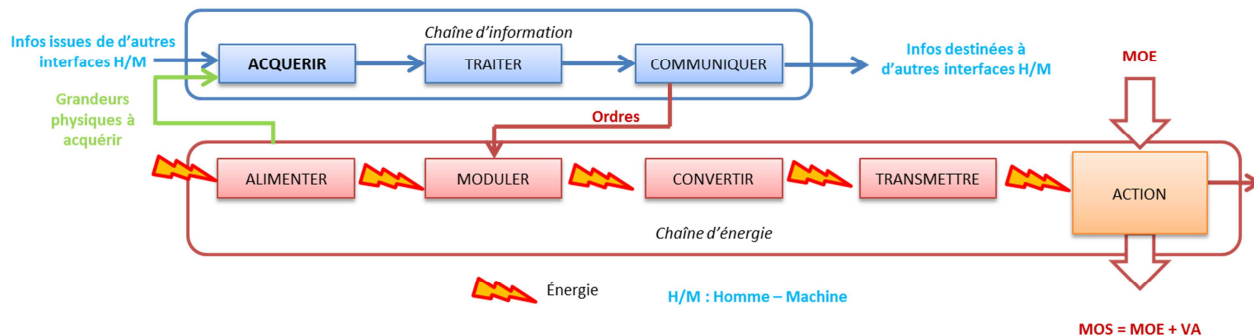 Chaîne d'information
Infos issues de d'autres
interfaces H/M
ACQUERIR
TRAITER
COMMUNIQUER
Infos destinées à
d'autres interfaces H/M
MOE
Grandeurs
physiques à
acquérir
Ordres
ALIMENTER
MODULER
CONVERTIR
TRANSMETTRE
ACTION
Chaîne d'énergie
Énergie
H/M : Homme – Machine
MOS = MOE + VA